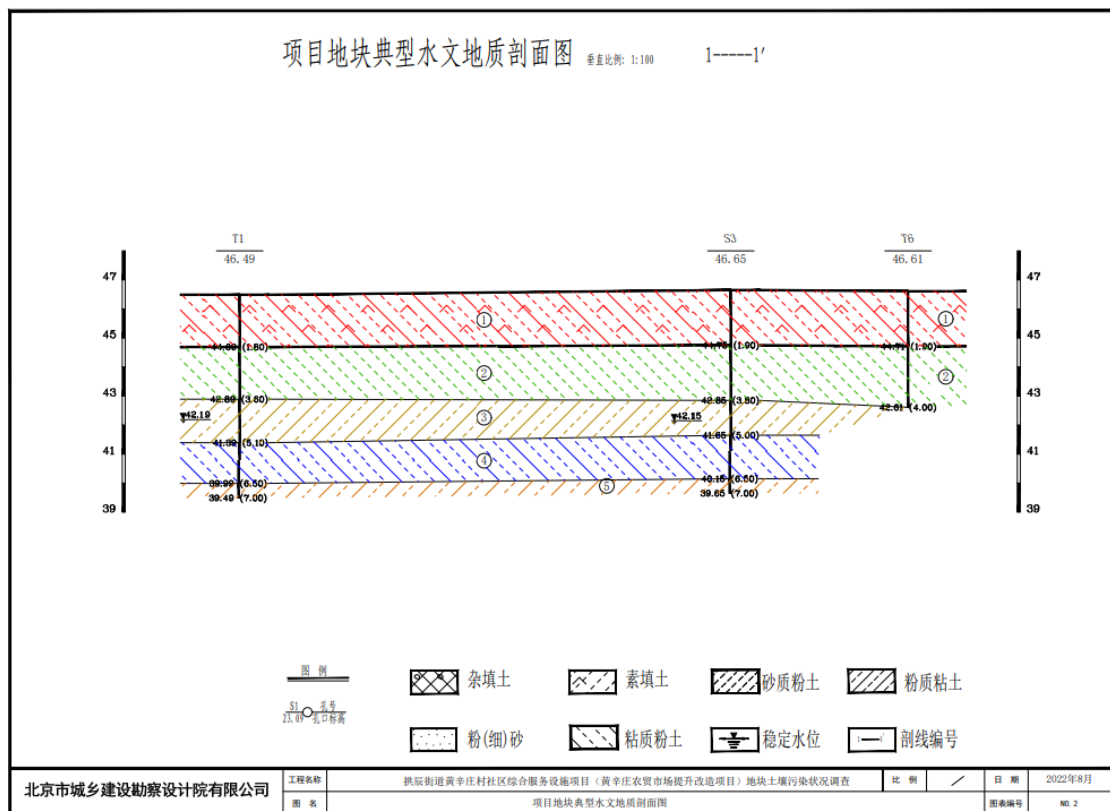 项目地块典型水文地质剖面图 垂直比例: 1:100 1-----1′
T1 S3 T6
46.49 46.65 46.61
47 47
①
①
45 45
44.69 (1.80) 44.75 (1.90) 44.71 (1.90)
②
②
43 43
42.89 (3.60) 42.85 (3.80) 42.61 (4.00)
42.19 ③ 42.15
41.39 (5.10) 41.65 (5.00)
41 41
④
39.99 (6.50) 40.15 (6.50)
⑤
39.49 (7.00) 39.65 (7.00)
39 39
图 例
杂填土 素填土 砂质粉土 粉质粘土
S1 孔号
23.09 孔口标高
粉(细)砂 粘质粉土 稳定水位 剖线编号
北京市城乡建设勘察设计院有限公司
工程名称 拱辰街道黄辛庄村社区综合服务设施项目（黄辛庄农贸市场提升改造项目）地块土壤污染状况调查 比 例 ／ 日 期 2022年8月
图 名 项目地块典型水文地质剖面图 图表编号 NO.2